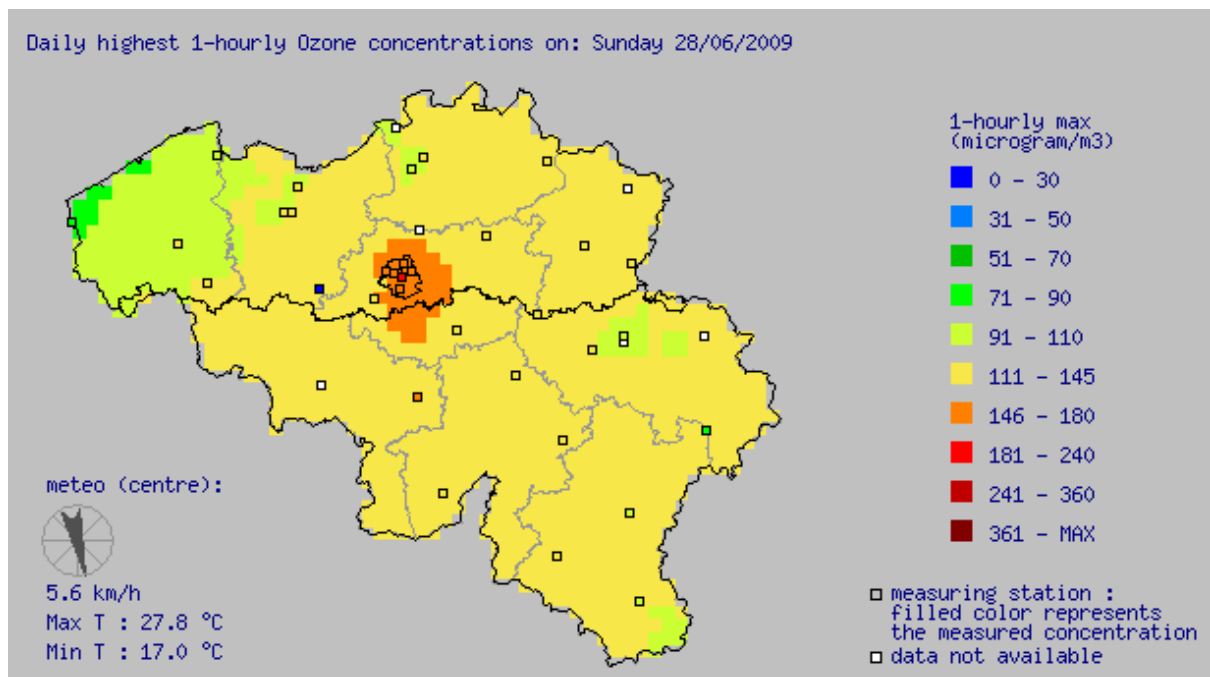 Daily highest 1-hourly Ozone concentrations on: Sunday 28/06/2009
1-hourly max
(microgram/m3)
0 - 30
31 - 50
51 - 70
71 - 90
91 - 110
111 - 145
146 - 180
181 - 240
241 - 360
361 - MAX
meteo (centre):
5.6 km/h
Max T : 27.8 °C
Min T : 17.0 °C
measuring station :
filled color represents
the measured concentration
data not available